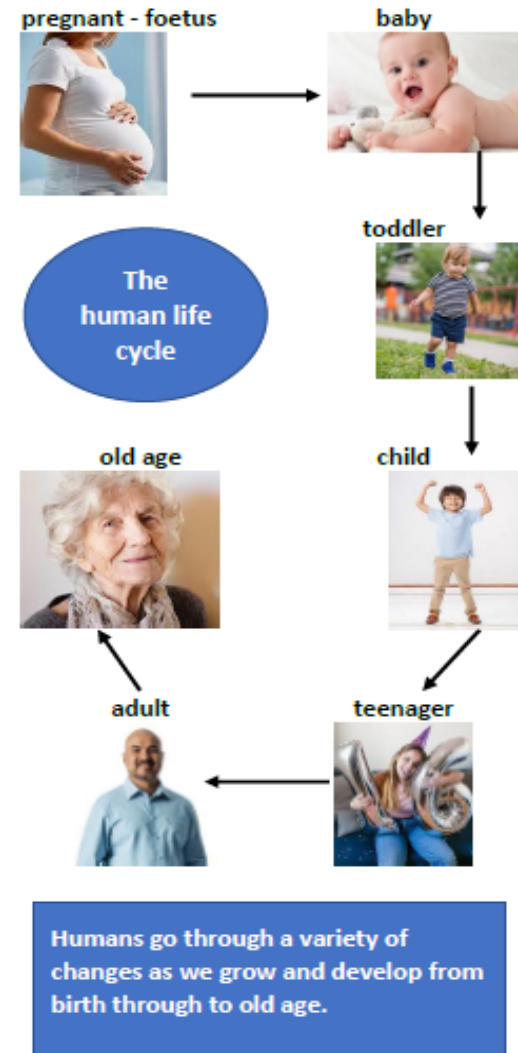 pregnant - foetus
baby
toddler
The
human life
cycle
old age
child
adult
teenager
16
Humans go through a variety of
changes as we grow and develop from
birth through to old age.